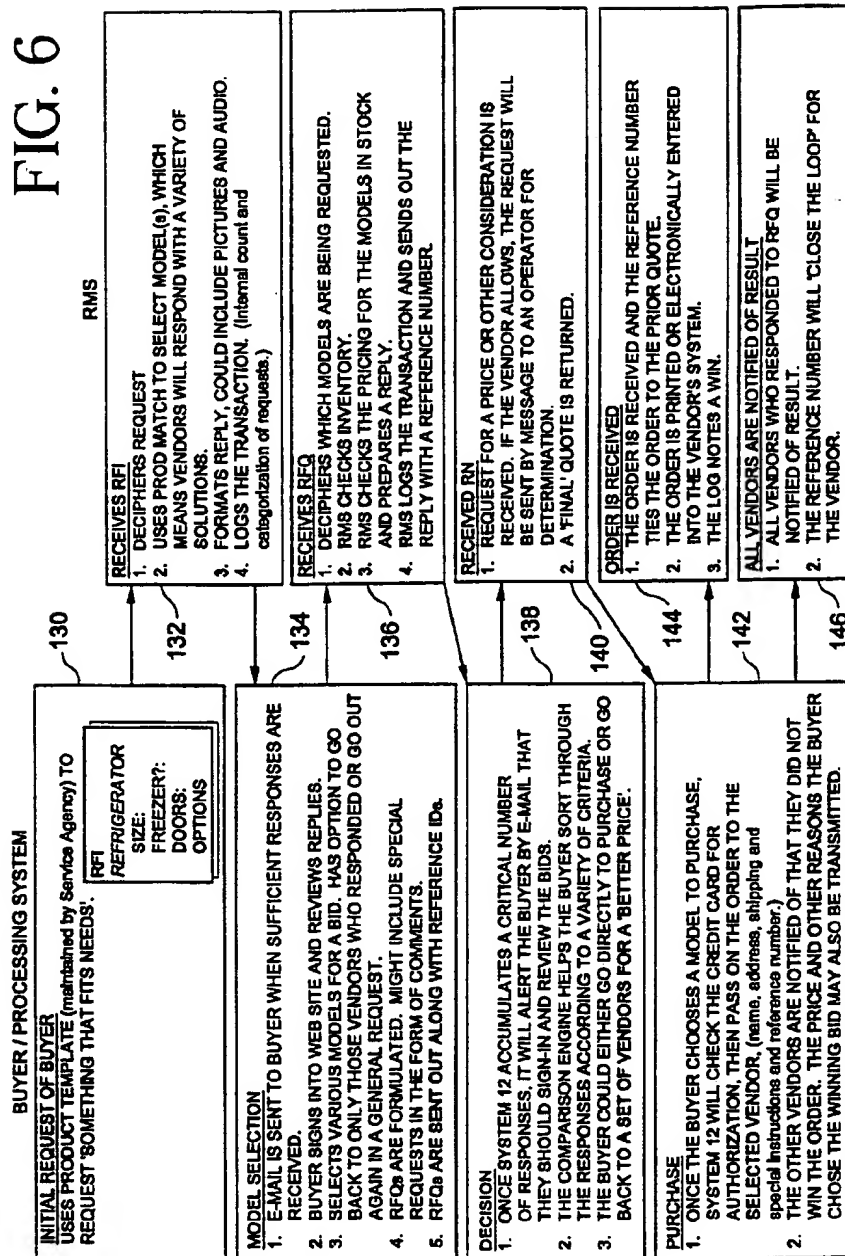 FIG. 6
BUYER / PROCESSING SYSTEM
INITIAL REQUEST OF BUYER
USES PRODUCT TEMPLATE (maintained by Service Agency) TO
REQUEST 'SOMETHING THAT FITS NEEDS'.
RFI
REFRIGERATOR
SIZE:
FREEZER?:
DOORS:
OPTIONS
130
MODEL SELECTION
1. E-MAIL IS SENT TO BUYER WHEN SUFFICIENT RESPONSES ARE
RECEIVED.
2. BUYER SIGNS INTO WEB SITE AND REVIEWS REPLIES.
3. SELECTS VARIOUS MODELS FOR A BID. HAS OPTION TO GO
BACK TO ONLY THOSE VENDORS WHO RESPONDED OR GO OUT
AGAIN IN A GENERAL REQUEST.
4. RFQs ARE FORMULATED. MIGHT INCLUDE SPECIAL
REQUESTS IN THE FORM OF COMMENTS.
5. RFQs ARE SENT OUT ALONG WITH REFERENCE IDs.
134
DECISION
1. ONCE SYSTEM 12 ACCUMULATES A CRITICAL NUMBER
OF RESPONSES, IT WILL ALERT THE BUYER BY E-MAIL THAT
THEY SHOULD SIGN-IN AND REVIEW THE BIDS.
2. THE COMPARISON ENGINE HELPS THE BUYER SORT THROUGH
THE RESPONSES ACCORDING TO A VARIETY OF CRITERIA.
3. THE BUYER COULD EITHER GO DIRECTLY TO PURCHASE OR GO
BACK TO A SET OF VENDORS FOR A 'BETTER PRICE'.
138
PURCHASE
1. ONCE THE BUYER CHOOSES A MODEL TO PURCHASE,
SYSTEM 12 WILL CHECK THE CREDIT CARD FOR
AUTHORIZATION, THEN PASS ON THE ORDER TO THE
SELECTED VENDOR, (name, address, shipping and
special instructions and reference number.)
2. THE OTHER VENDORS ARE NOTIFIED OF THAT THEY DID NOT
WIN THE ORDER. THE PRICE AND OTHER REASONS THE BUYER
CHOSE THE WINNING BID MAY ALSO BE TRANSMITTED.
142
RMS
RECEIVES RFI
1. DECIPHERS REQUEST
2. USES PROD MATCH TO SELECT MODEL(s), WHICH
MEANS VENDORS WILL RESPOND WITH A VARIETY OF
SOLUTIONS.
3. FORMATS REPLY, COULD INCLUDE PICTURES AND AUDIO.
4. LOGS THE TRANSACTION. (Internal count and
categorization of requests.)
132
RECEIVES RFQ
1. DECIPHERS WHICH MODELS ARE BEING REQUESTED.
2. RMS CHECKS INVENTORY.
3. RMS CHECKS THE PRICING FOR THE MODELS IN STOCK
AND PREPARES A REPLY.
4. RMS LOGS THE TRANSACTION AND SENDS OUT THE
REPLY WITH A REFERENCE NUMBER.
136
RECEIVED RN
1. REQUEST FOR A PRICE OR OTHER CONSIDERATION IS
RECEIVED. IF THE VENDOR ALLOWS, THE REQUEST WILL
BE SENT BY MESSAGE TO AN OPERATOR FOR
DETERMINATION.
2. A 'FINAL' QUOTE IS RETURNED.
140
ORDER IS RECEIVED
1. THE ORDER IS RECEIVED AND THE REFERENCE NUMBER
TIES THE ORDER TO THE PRIOR QUOTE.
2. THE ORDER IS PRINTED OR ELECTRONICALLY ENTERED
INTO THE VENDOR'S SYSTEM.
3. THE LOG NOTES A WIN.
144
ALL VENDORS ARE NOTIFIED OF RESULT
1. ALL VENDORS WHO RESPONDED TO RFQ WILL BE
NOTIFIED OF RESULT.
2. THE REFERENCE NUMBER WILL 'CLOSE THE LOOP' FOR
THE VENDOR.
146